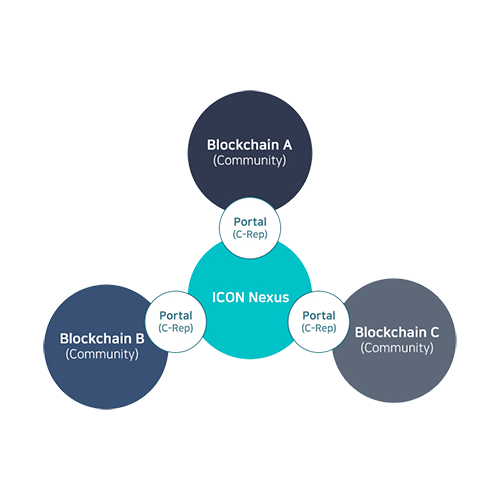 Blockchain A
(Community)
Portal
(C-Rep)
ICON Nexus
Portal
(C-Rep)
Portal
(C-Rep)
Blockchain B
(Community)
Blockchain C
(Community)